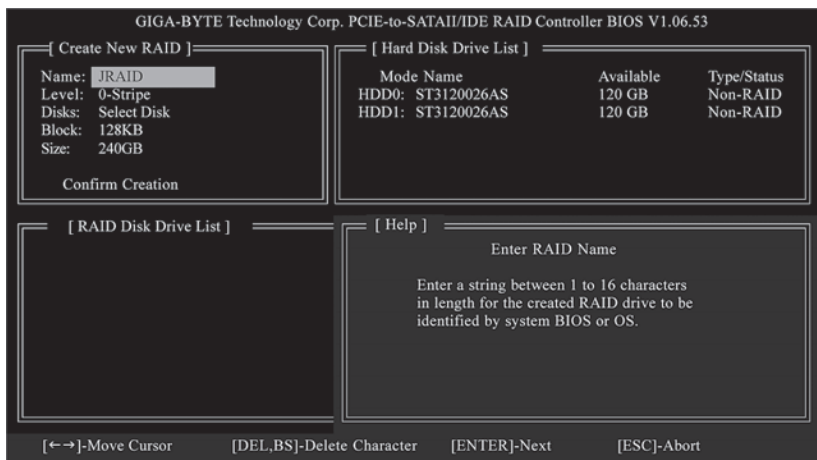 GIGA-BYTE Technology Corp. PCIE-to-SATAII/IDE RAID Controller BIOS V1.06.53
[ Create New RAID ]
Name: JRAID
Level: 0-Stripe
Disks: Select Disk
Block: 128KB
Size: 240GB
Confirm Creation
[ Hard Disk Drive List ]
Mode Name Available Type/Status
HDD0: ST3120026AS 120 GB Non-RAID
HDD1: ST3120026AS 120 GB Non-RAID
[ RAID Disk Drive List ]
[ Help ]
Enter RAID Name
Enter a string between 1 to 16 characters
in length for the created RAID drive to be
identified by system BIOS or OS.
[←→]-Move Cursor [DEL,BS]-Delete Character [ENTER]-Next [ESC]-Abort